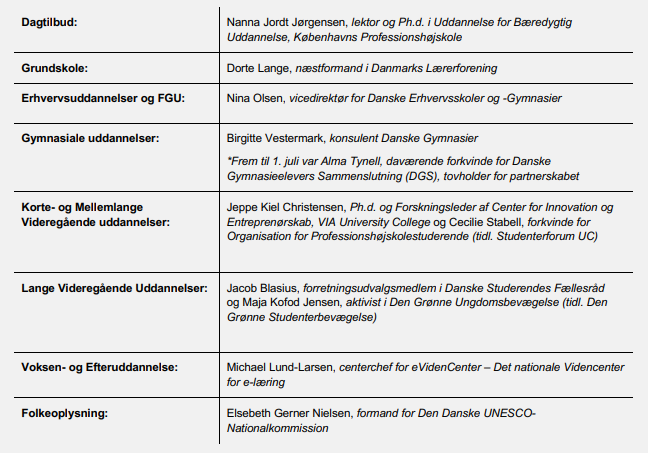 Dagtilbud:
Nanna Jordt Jørgensen, lektor og Ph.d. i Uddannelse for Bæredygtig
Uddannelse, Københavns Professionshøjskole
Grundskole:
Dorte Lange, næstformand i Danmarks Lærerforening
Erhvervsuddannelser og FGU:
Nina Olsen, vicedirektør for Danske Erhvervsskoler og -Gymnasier
Gymnasiale uddannelser:
Birgitte Vestermark, konsulent Danske Gymnasier
*Frem til 1. juli var Alma Tynell, daværende forkvinde for Danske
Gymnasieelevers Sammenslutning (DGS), tovholder for partnerskabet
Korte- og Mellemlange
Videregående uddannelser:
Jeppe Kiel Christensen, Ph.d. og Forskningsleder af Center for Innovation og
Entreprenørskab, VIA University College og Cecilie Stabell, forkvinde for
Organisation for Professionshøjskolestuderende (tidl. Studenterforum UC)
Lange Videregående Uddannelser:
Jacob Blasius, forretningsudvalgsmedlem i Danske Studerendes Fællesråd
og Maja Kofod Jensen, aktivist i Den Grønne Ungdomsbevægelse (tidl. Den
Grønne Studenterbevægelse)
Voksen- og Efteruddannelse:
Michael Lund-Larsen, centerchef for eVidenCenter – Det nationale Videncenter
for e-læring
Folkeoplysning:
Elsebeth Gerner Nielsen, formand for Den Danske UNESCO-
Nationalkommission